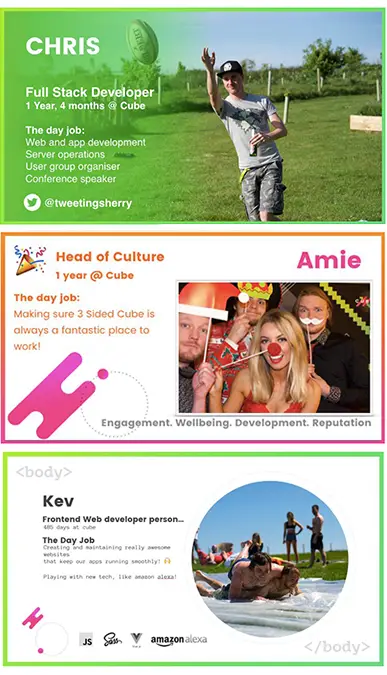 CHRIS
Full Stack Developer
1 Year, 4 months @ Cube
The day job:
Web and app development
Server operations
User group organiser
Conference speaker
@tweetingsherry
Head of Culture
1 year @ Cube
Amie
The day job:
Making sure 3 Sided Cube is
always a fantastic place to
work!
Engagement. Wellbeing. Development. Reputation
<body>
Kev
Frontend Web developer person...
405 days at cube
The Day Job
Creating and maintaining really awesome
websites
that keep our apps running smoothly!
Playing with new tech, like amazon alexa!
JS
Sass
amazon alexa
</body>